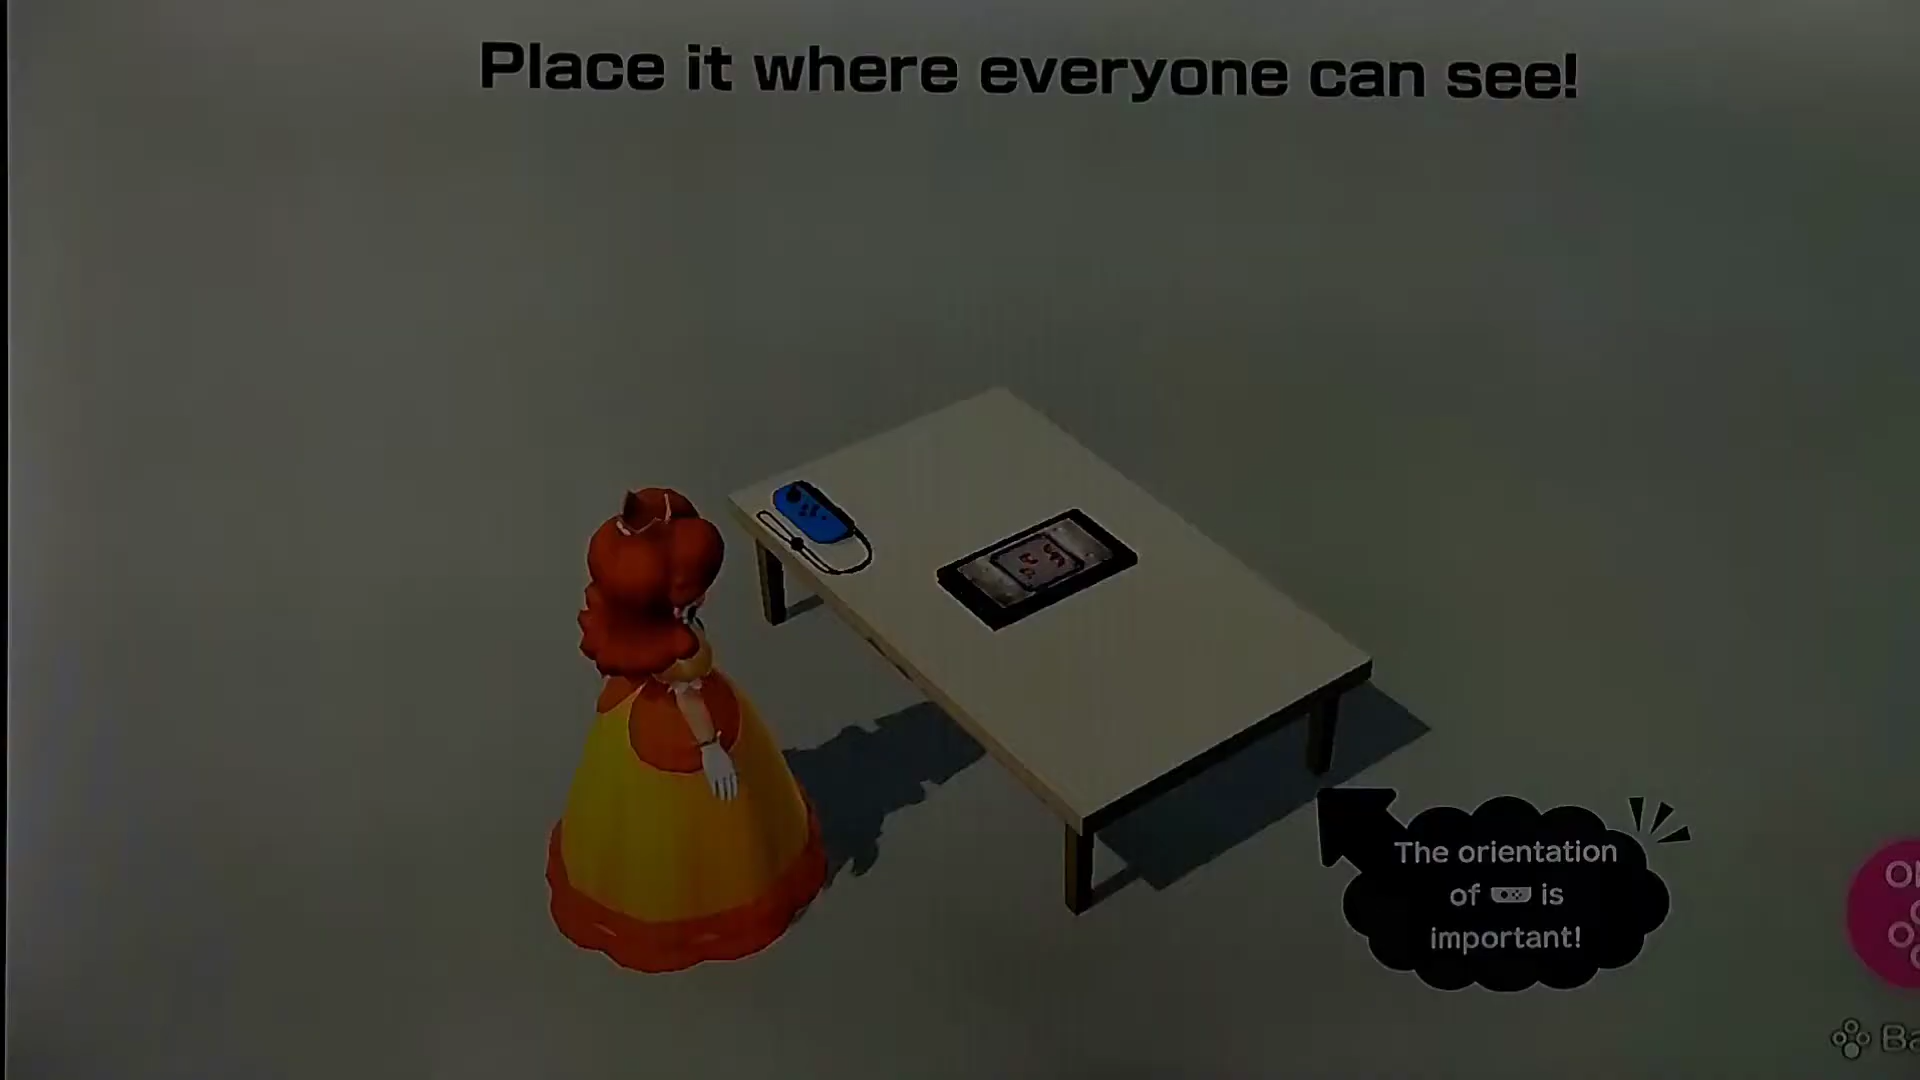 Place it where everyone can see!
The orientation
of is
important!